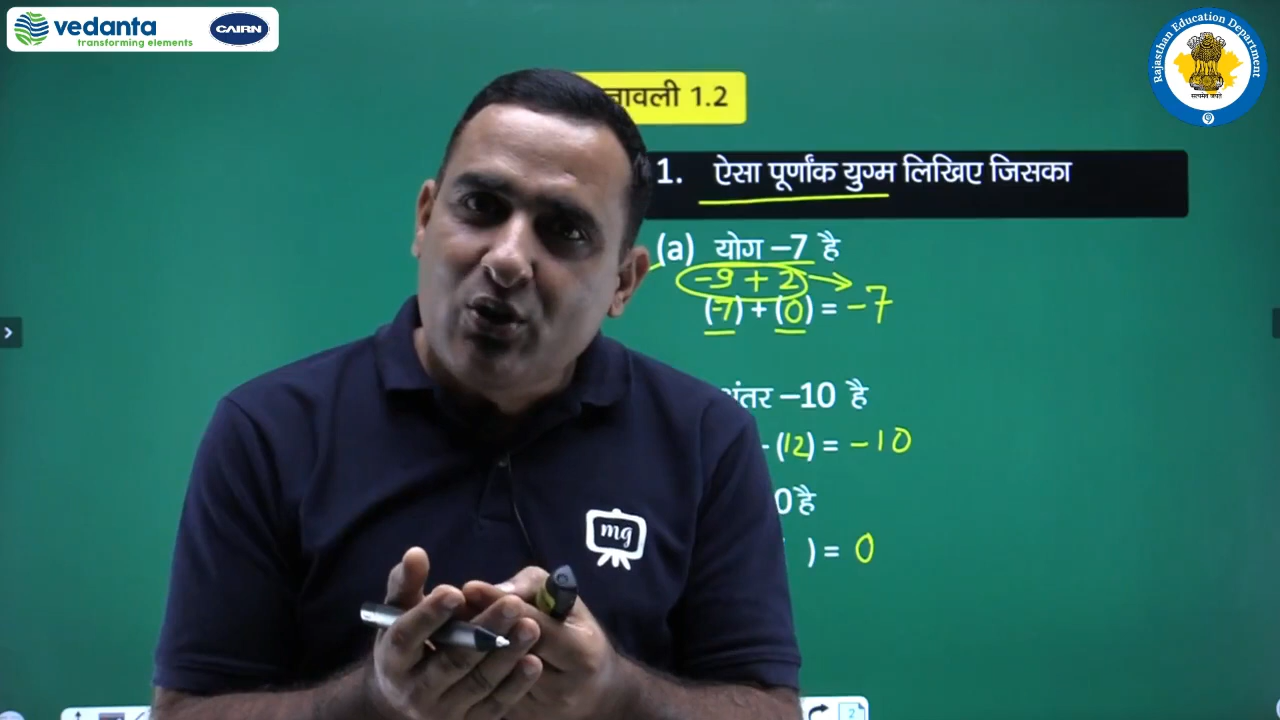 vedanta
transforming elements
CAIRN
Rajasthan Education Department
सत्यमेव जयते
नावली 1.2
1. ऐसा पूर्णांक युग्म लिखिए जिसका
(a) योग –7 है
-9 + 2
(-7) + (0) = -7
अंतर –10 है
- (12) = -10
0 है
) = 0
mg
2